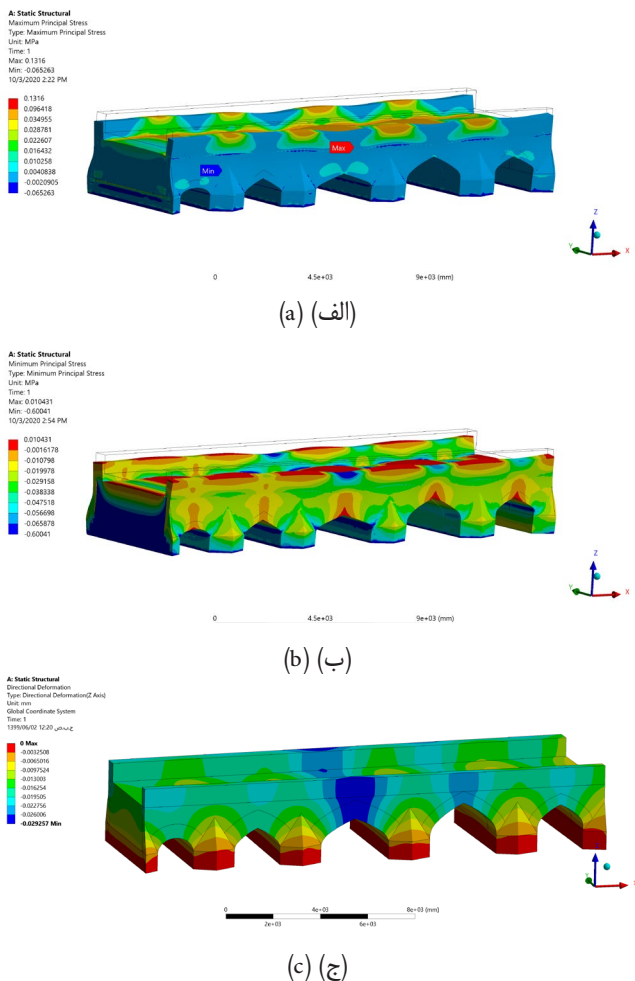 A: Static Structural
Maximum Principal Stress
Type: Maximum Principal Stress
Unit: MPa
Time: 1
Max: 0.1316
Min: -0.065263
10/3/2020 2:22 PM
0.1316
0.096418
0.034955
0.028781
0.022607
0.016432
0.010258
0.0040838
-0.0020905
-0.065263
Max
Min
Z
Y
X
0 4.5e+03 9e+03 (mm)
(الف) (a)
A: Static Structural
Minimum Principal Stress
Type: Minimum Principal Stress
Unit: MPa
Time: 1
Max: 0.010431
Min: -0.60041
10/3/2020 2:54 PM
0.010431
-0.0016178
-0.010798
-0.019978
-0.029158
-0.038338
-0.047518
-0.056698
-0.065878
-0.60041
Z
Y
X
0 4.5e+03 9e+03 (mm)
(ب) (b)
A: Static Structural
Directional Deformation
Type: Directional Deformation(Z Axis)
Unit: mm
Global Coordinate System
Time: 1
1399/06/02 12:20 ب.ظ
0 Max
-0.0032508
-0.0065016
-0.0097524
-0.013003
-0.016254
-0.019505
-0.022756
-0.026006
-0.029257 Min
Z
Y
0 4e+03 8e+03 (mm)
2e+03 6e+03
(ج) (c)